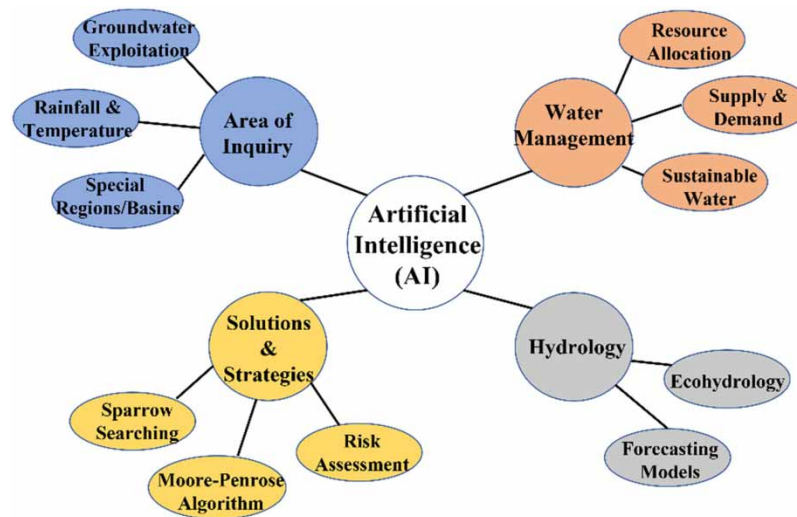 Groundwater
Exploitation
Rainfall &
Temperature
Special
Regions/Basins
Area of
Inquiry
Resource
Allocation
Supply &
Demand
Sustainable
Water
Water
Management
Artificial
Intelligence
(AI)
Solutions
&
Strategies
Sparrow
Searching
Moore-Penrose
Algorithm
Risk
Assessment
Hydrology
Ecohydrology
Forecasting
Models